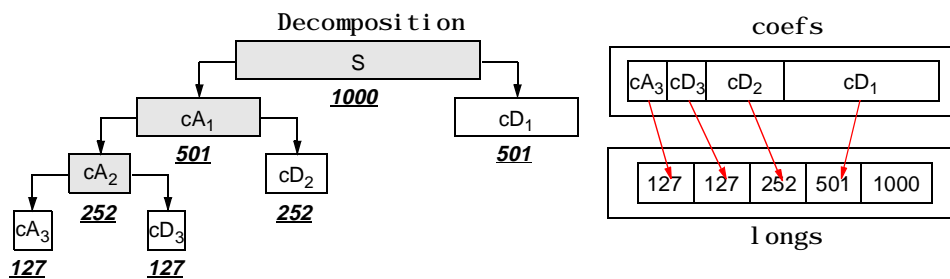 Decomposition
S
1000
cA1
501
cD1
501
cA2
252
cD2
252
cA3
127
cD3
127
coefs
cA3 cD3 cD2 cD1
127 127 252 501 1000
longs